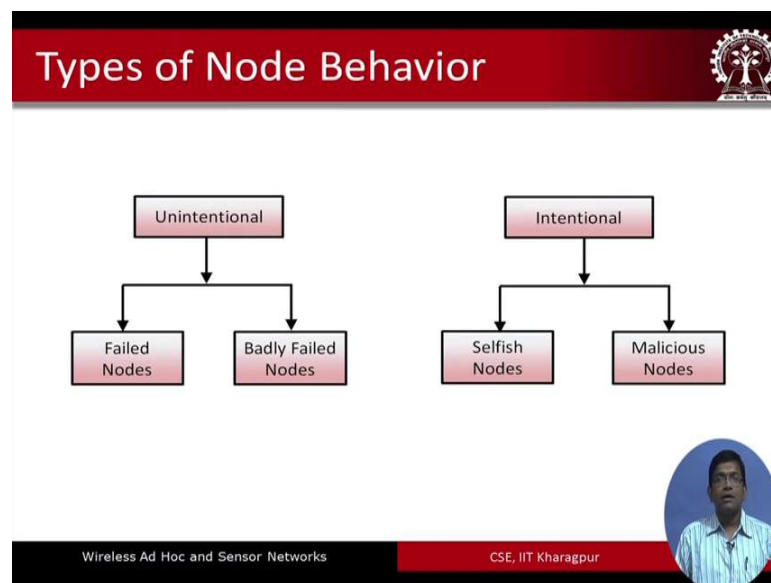 Types of Node Behavior
Unintentional
Intentional
Failed
Nodes
Badly Failed
Nodes
Selfish
Nodes
Malicious
Nodes
Wireless Ad Hoc and Sensor Networks
CSE, IIT Kharagpur